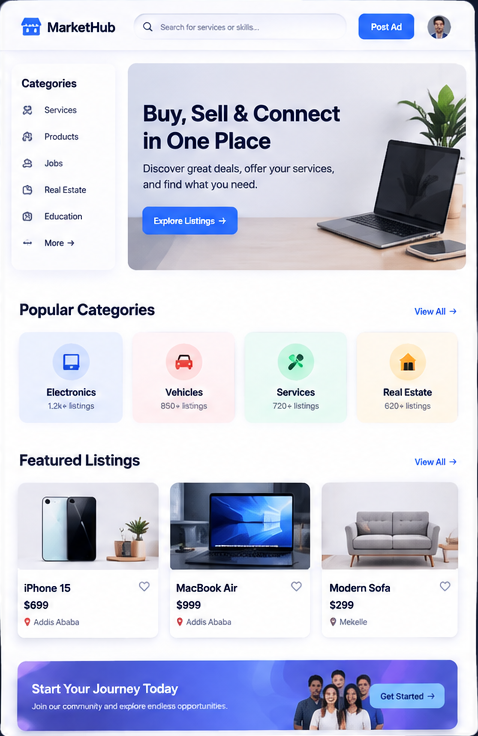 MarketHub
Search for services or skills...
Post Ad
Categories
Services
Products
Jobs
Real Estate
Education
More →
Buy, Sell & Connect
in One Place
Discover great deals, offer your services,
and find what you need.
Explore Listings →
Popular Categories
View All →
Electronics
1.2k+ listings
Vehicles
850+ listings
Services
720+ listings
Real Estate
620+ listings
Featured Listings
View All →
iPhone 15
$699
Addis Ababa
MacBook Air
$999
Addis Ababa
Modern Sofa
$299
Mekelle
Start Your Journey Today
Join our community and explore endless opportunities.
Get Started →